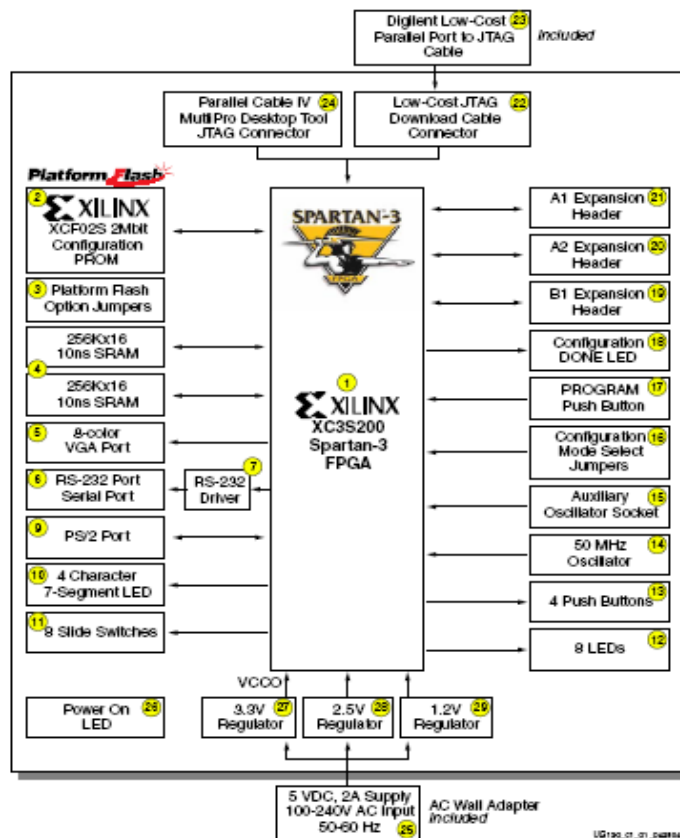 Digilent Low-Cost 23
Parallel Port to JTAG
Cable
Included
Parallel Cable IV 24
MultiPro Desktop Tool
JTAG Connector
Low-Cost JTAG 22
Download Cable
Connector
Platform Flash
2 XILINX
XCF02S 2Mbit
Configuration
PROM
3 Platform Flash
Option Jumpers
256Kx16
10ns SRAM
4
256Kx16
10ns SRAM
5 8-color
VGA Port
6 RS-232 Port
Serial Port
7
RS-232
Driver
9 PS/2 Port
10 4 Character
7-Segment LED
11
8 Slide Switches
Power On 26
LED
SPARTAN-3
FPGA
1
XILINX
XC3S200
Spartan-3
FPGA
A1 Expansion 21
Header
A2 Expansion 20
Header
B1 Expansion 19
Header
Configuration 18
DONE LED
PROGRAM 17
Push Button
Configuration 16
Mode Select
Jumpers
Auxiliary 15
Oscillator Socket
50 MHz 14
Oscillator
13
4 Push Buttons
8 LEDs 12
VCCO
3.3V 27
Regulator
2.5V 28
Regulator
1.2V 29
Regulator
5 VDC, 2A Supply
100-240V AC Input
50-60 Hz 25
AC Wall Adapter
Included